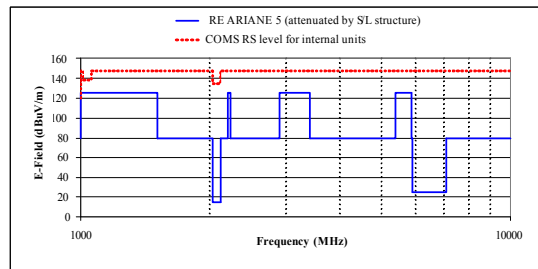 RE ARIANE 5 (attenuated by S/L structure)
COMS RS level for internal units
E-Field (dBuV/m)
160
140
120
100
80
60
40
20
0
1000
10000
Frequency (MHz)